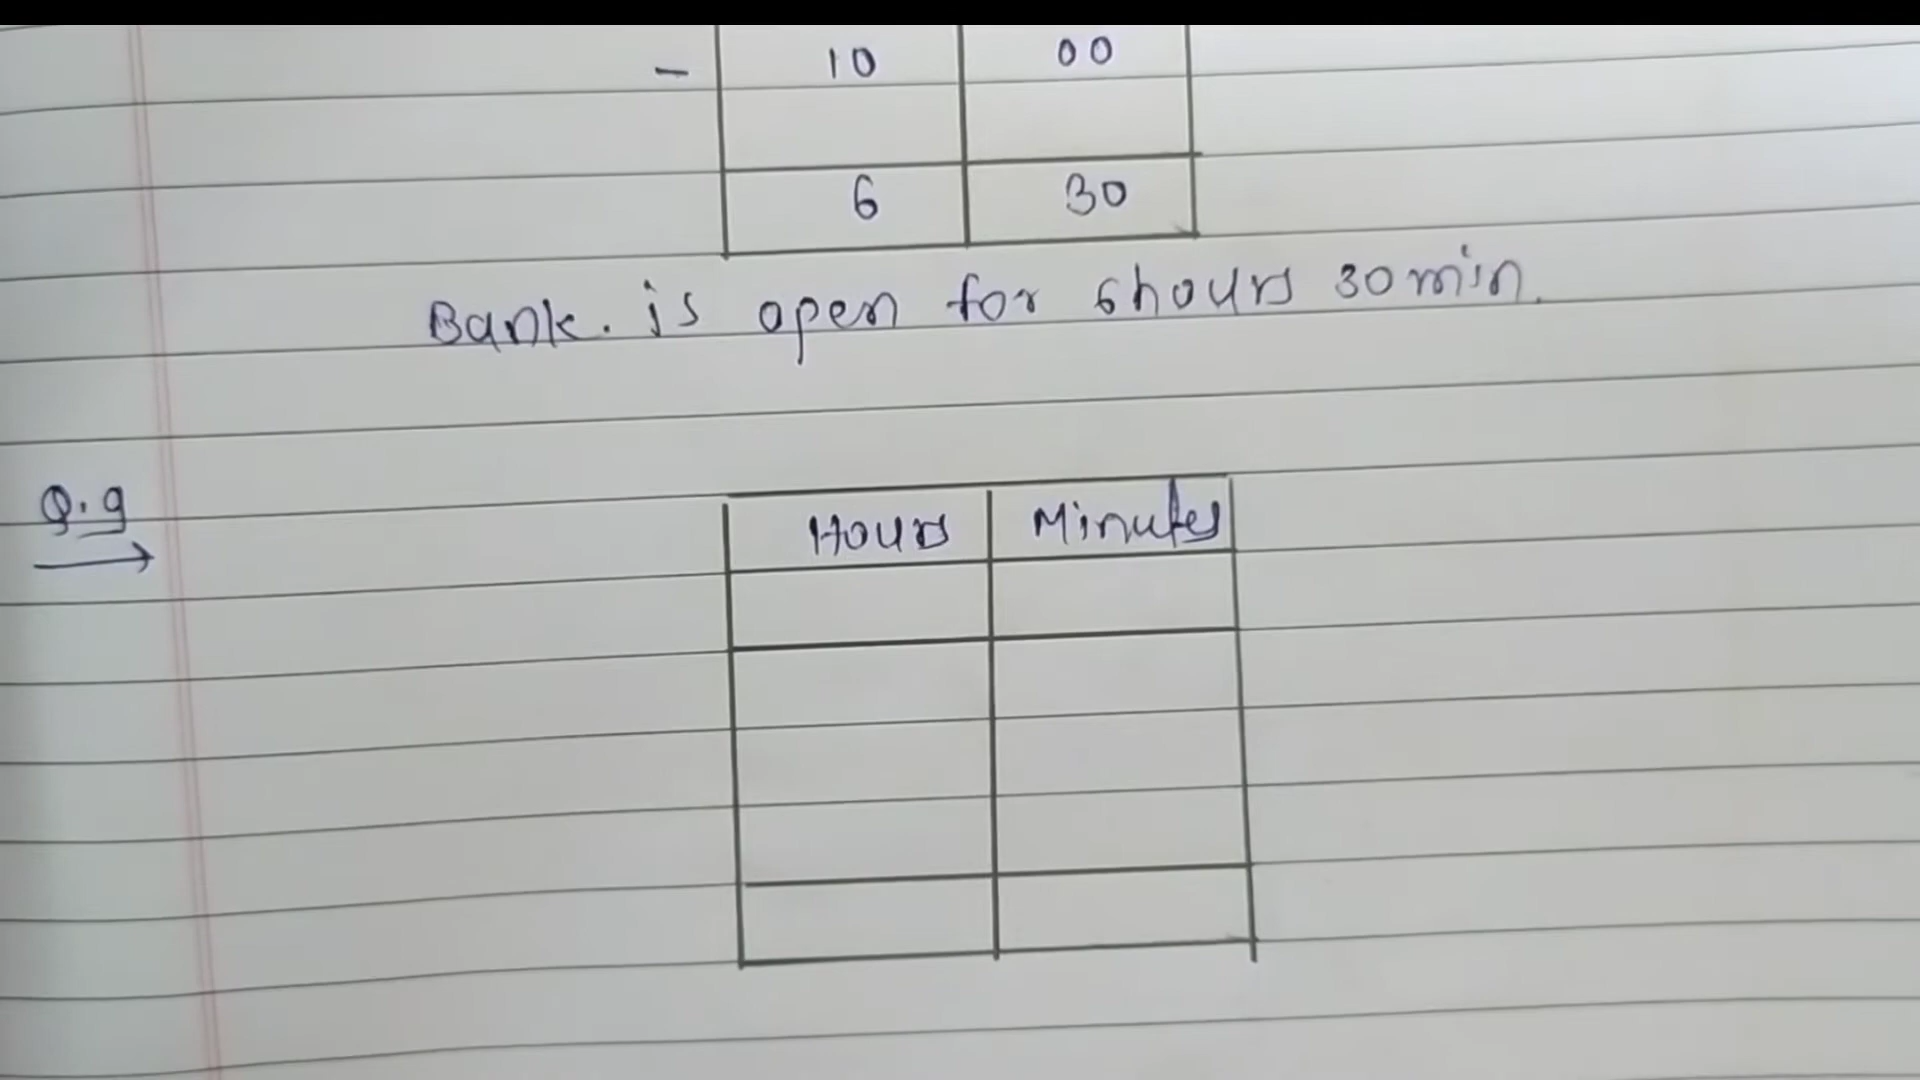 - 10 00
6 30
Bank. is open for 6hours 30min.
Q.9
Hours Minutes